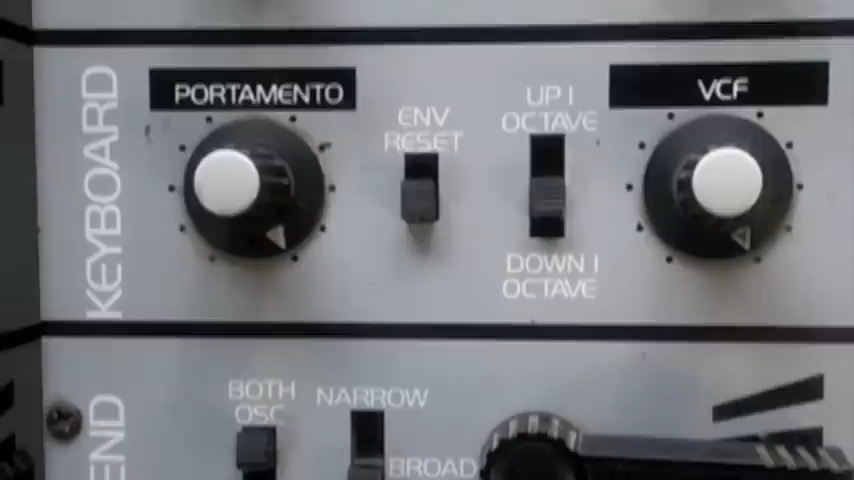 KEYBOARD
PORTAMENTO
ENV
RESET
UP 1
OCTAVE
DOWN 1
OCTAVE
VCF
BOTH
OSC
NARROW
BROAD
END